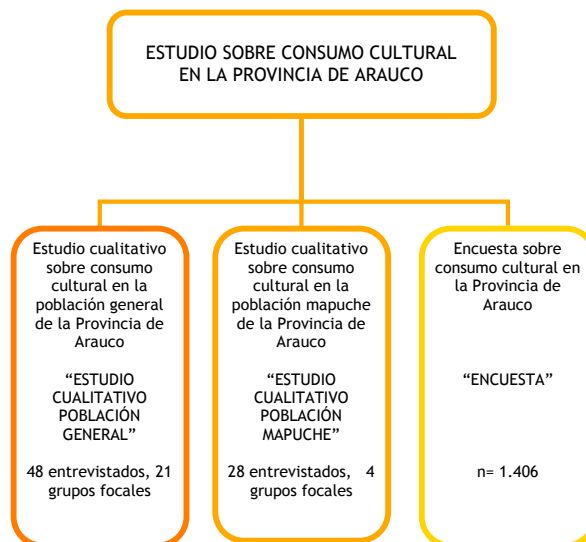 ESTUDIO SOBRE CONSUMO CULTURAL
EN LA PROVINCIA DE ARAUCO
Estudio cualitativo
sobre consumo
cultural en la
población general
de la Provincia de
Arauco
“ESTUDIO
CUALITATIVO
POBLACIÓN
GENERAL”
48 entrevistados, 21
grupos focales
Estudio cualitativo
sobre consumo
cultural en la
población mapuche
de la Provincia de
Arauco
“ESTUDIO
CUALITATIVO
POBLACIÓN
MAPUCHE”
28 entrevistados, 4
grupos focales
Encuesta sobre
consumo cultural en
la Provincia de
Arauco
“ENCUESTA”
n= 1.406